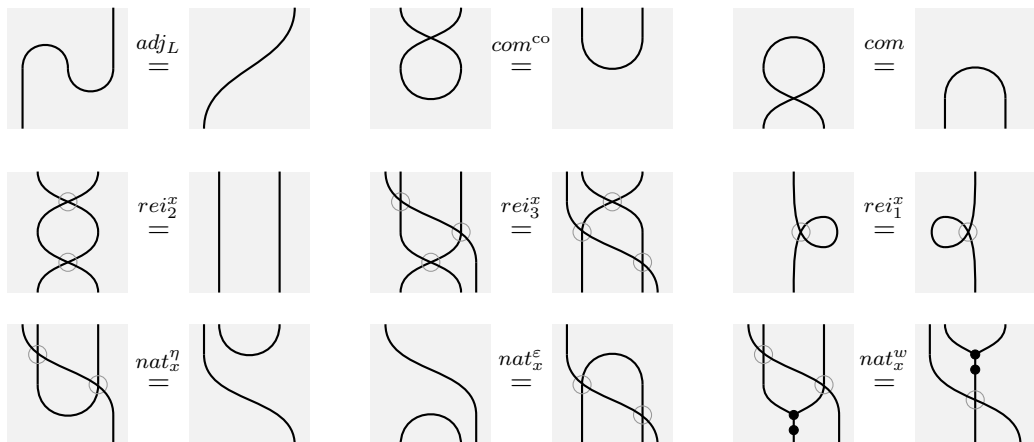 adj_L = com^co = com =
rei_2^x = rei_3^x = rei_1^x =
nat_x^η = nat_x^ε = nat_x^w =